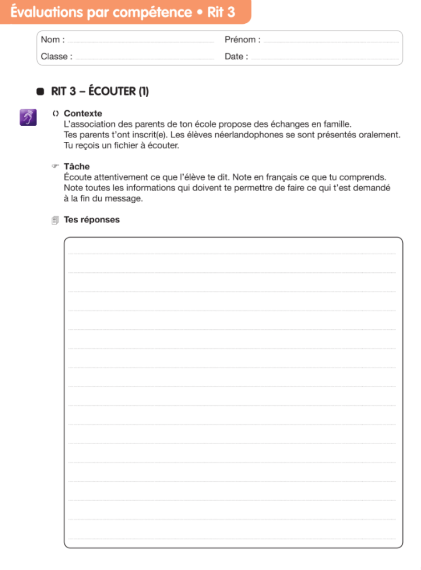 Évaluations par compétence • Rit 3
Nom :
Prénom :
Classe :
Date :
RIT 3 – ÉCOUTER (1)
Contexte
L'association des parents de ton école propose des échanges en famille.
Tes parents t'ont inscrit(e). Les élèves néerlandophones se sont présentés oralement.
Tu reçois un fichier à écouter.
Tâche
Écoute attentivement ce que l'élève te dit. Note en français ce que tu comprends.
Note toutes les informations qui doivent te permettre de faire ce qui t'est demandé
à la fin du message.
Tes réponses